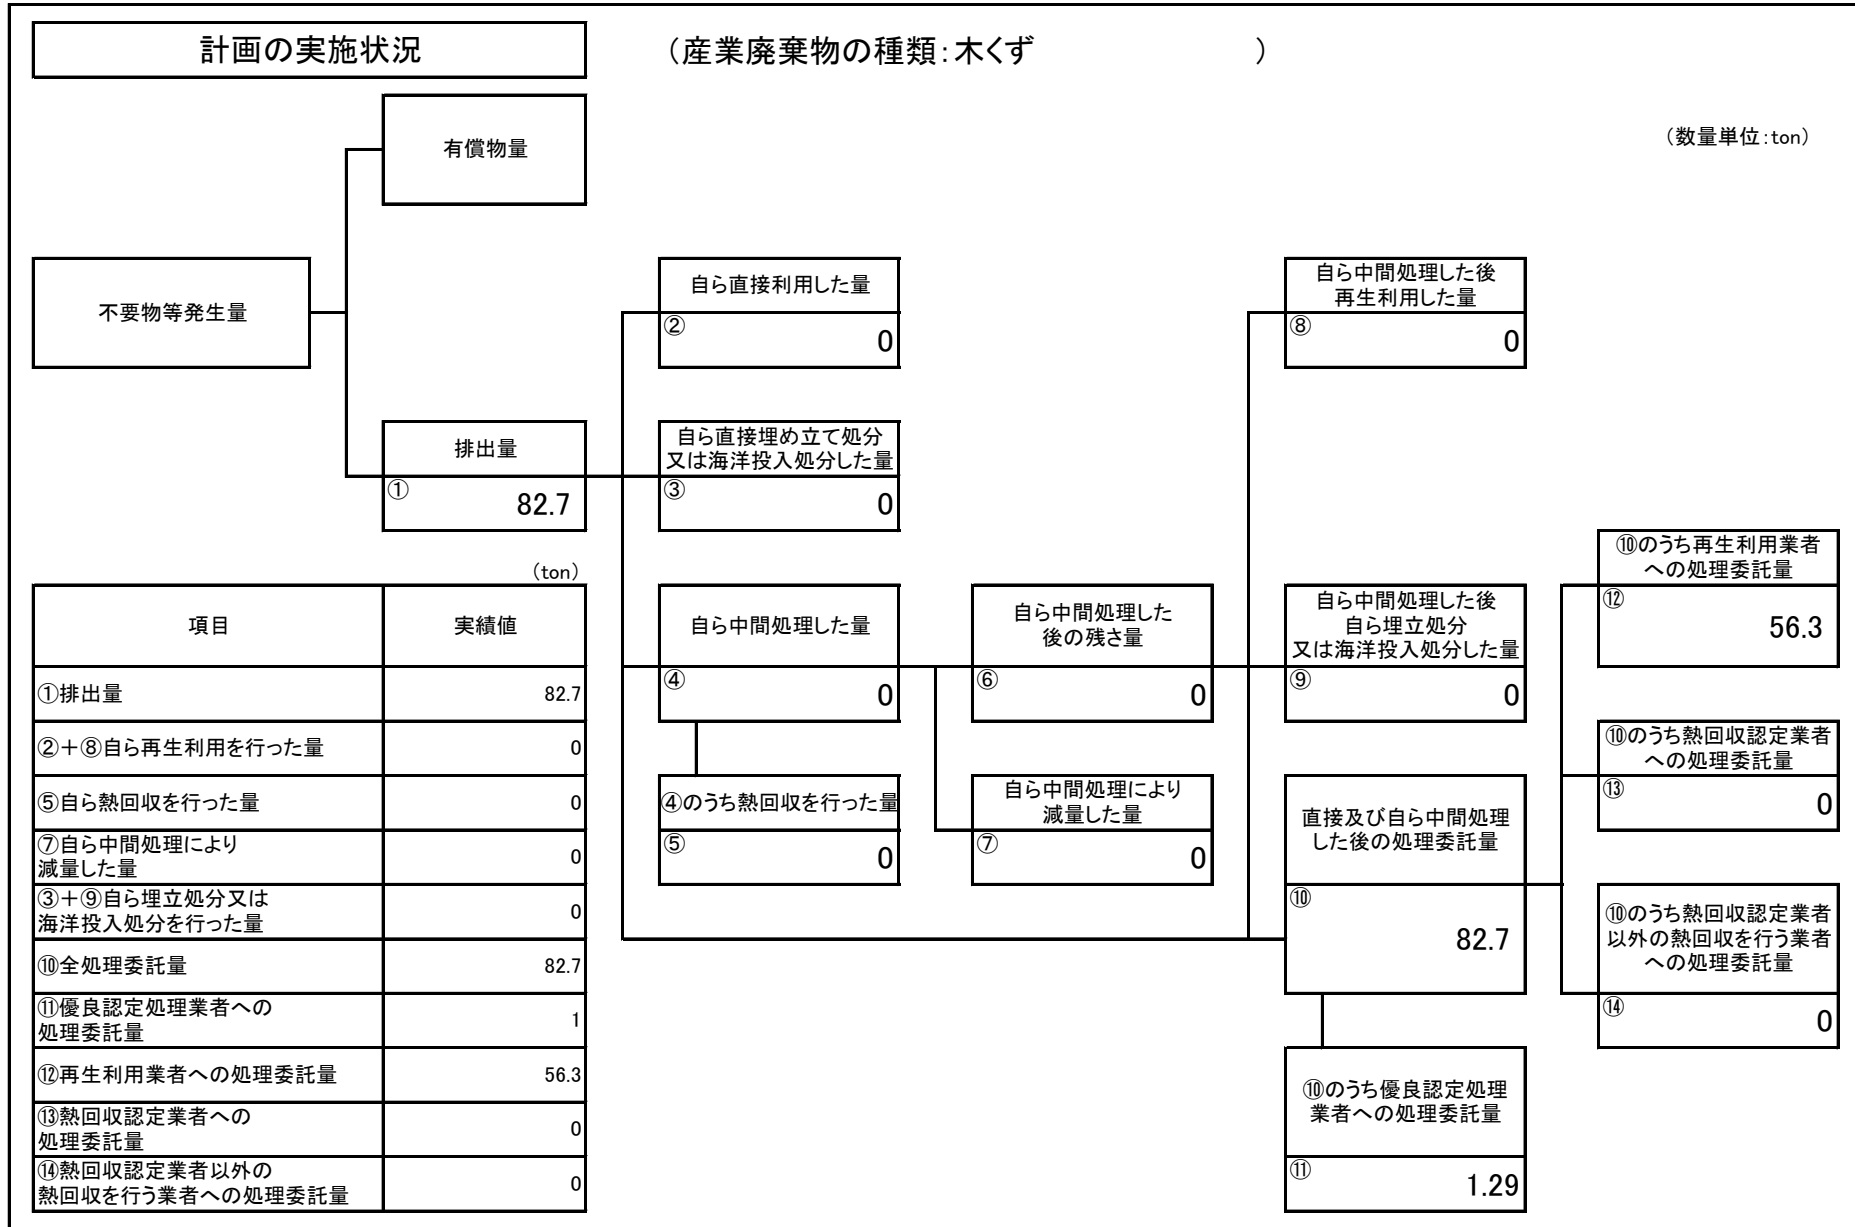 計画の実施状況
（産業廃棄物の種類：木くず　　　　　　　）
（数量単位：ton）
有償物量
不要物等発生量
自ら直接利用した量
②
0
自ら中間処理した後
再生利用した量
⑧
0
排出量
①
82.7
自ら直接埋め立て処分
又は海洋投入処分した量
③
0
⑩のうち再生利用業者
への処理委託量
⑫
56.3
自ら中間処理した量
④
0
自ら中間処理した
後の残さ量
⑥
0
自ら中間処理した後
自ら埋立処分
又は海洋投入処分した量
⑨
0
⑩のうち熱回収認定業者
への処理委託量
⑬
0
④のうち熱回収を行った量
⑤
0
自ら中間処理により
減量した量
⑦
0
直接及び自ら中間処理
した後の処理委託量
⑩
82.7
⑩のうち熱回収認定業者
以外の熱回収を行う業者
への処理委託量
⑭
0
⑩のうち優良認定処理
業者への処理委託量
⑪
1.29
（ton）
項目 実績値
①排出量 82.7
②＋⑧自ら再生利用を行った量 0
⑤自ら熱回収を行った量 0
⑦自ら中間処理により
減量した量 0
③＋⑨自ら埋立処分又は
海洋投入処分を行った量 0
⑩全処理委託量 82.7
⑪優良認定処理業者への
処理委託量 1
⑫再生利用業者への処理委託量 56.3
⑬熱回収認定業者への
処理委託量 0
⑭熱回収認定業者以外の
熱回収を行う業者への処理委託量 0